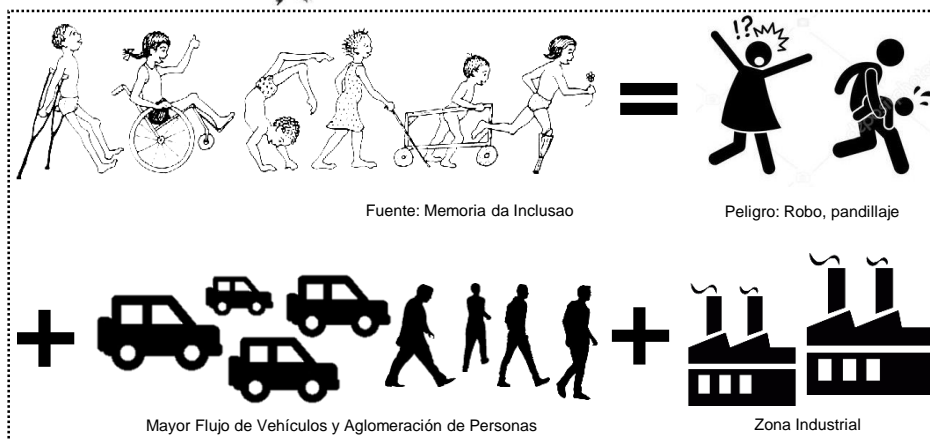 !?
Fuente: Memoria da Inclusao
Peligro: Robo, pandillaje
Mayor Flujo de Vehículos y Aglomeración de Personas
Zona Industrial